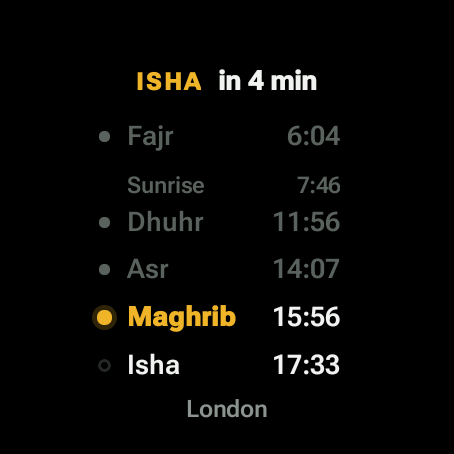 ISHA in 4 min
Fajr 6:04
Sunrise 7:46
Dhuhr 11:56
Asr 14:07
Maghrib 15:56
Isha 17:33
London